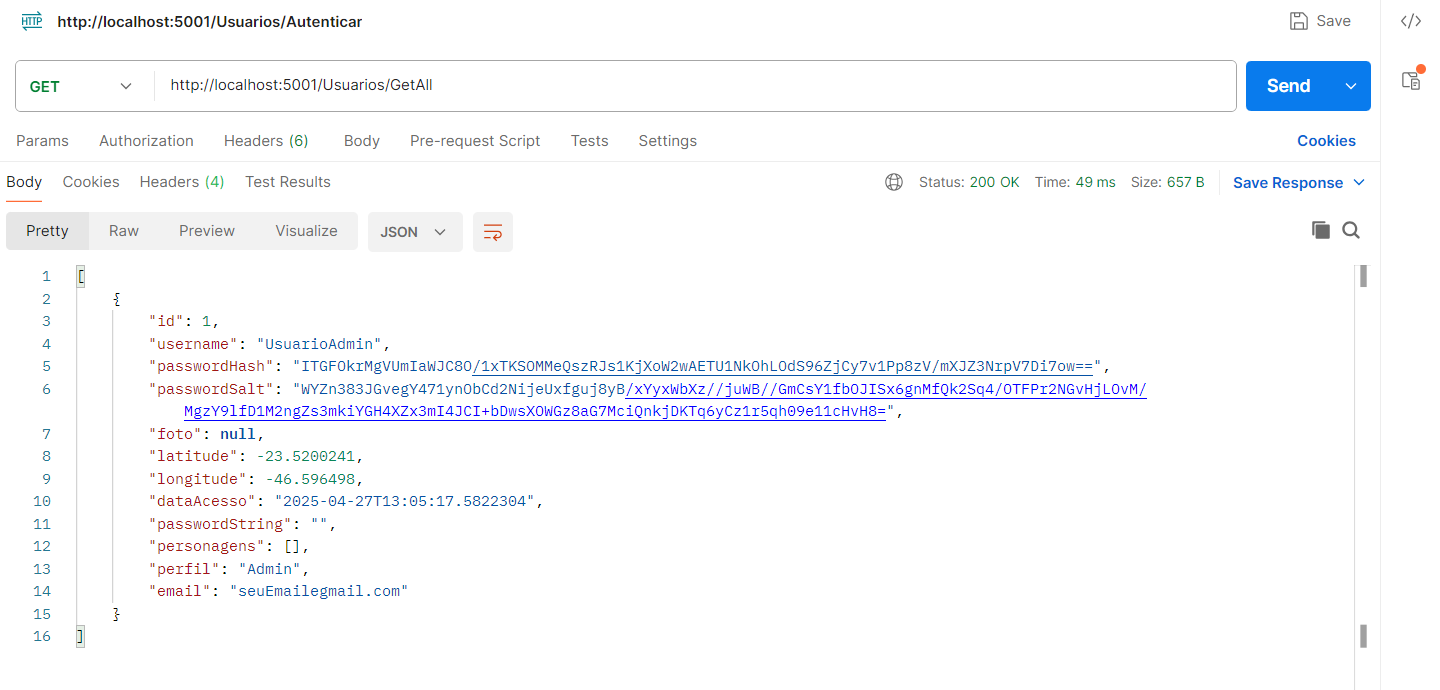 HTTP http://localhost:5001/Usuarios/Autenticar Save </>
GET http://localhost:5001/Usuarios/GetAll Send
Params Authorization Headers (6) Body Pre-request Script Tests Settings Cookies
Body Cookies Headers (4) Test Results Status: 200 OK Time: 49 ms Size: 657 B Save Response
Pretty Raw Preview Visualize JSON
1 [
2 {
3 "id": 1,
4 "username": "UsuarioAdmin",
5 "passwordHash": "ITGFOkrMgVUmIaWJC8O/1xTKSOMMeQszRJs1KjXoW2wAETU1NkOhLOdS96ZjCy7v1Pp8zV/mXJZ3NrpV7Di7ow==",
6 "passwordSalt": "WYZn383JGvegY471ynObCd2NijeUxfguj8yB/xYyxWbXz//juWB//GmCsY1fbOJISx6gnMfQk2Sq4/OTFPr2NGvHjLOvM/
MgzY9lfD1M2ngZs3mkiYGH4XZx3mI4JCI+bDwsXOWGz8aG7MciQnkjDKTq6yCz1r5qh09e11cHvH8=",
7 "foto": null,
8 "latitude": -23.5200241,
9 "longitude": -46.596498,
10 "dataAcesso": "2025-04-27T13:05:17.5822304",
11 "passwordString": "",
12 "personagens": [],
13 "perfil": "Admin",
14 "email": "seuEmailegmail.com"
15 }
16 ]